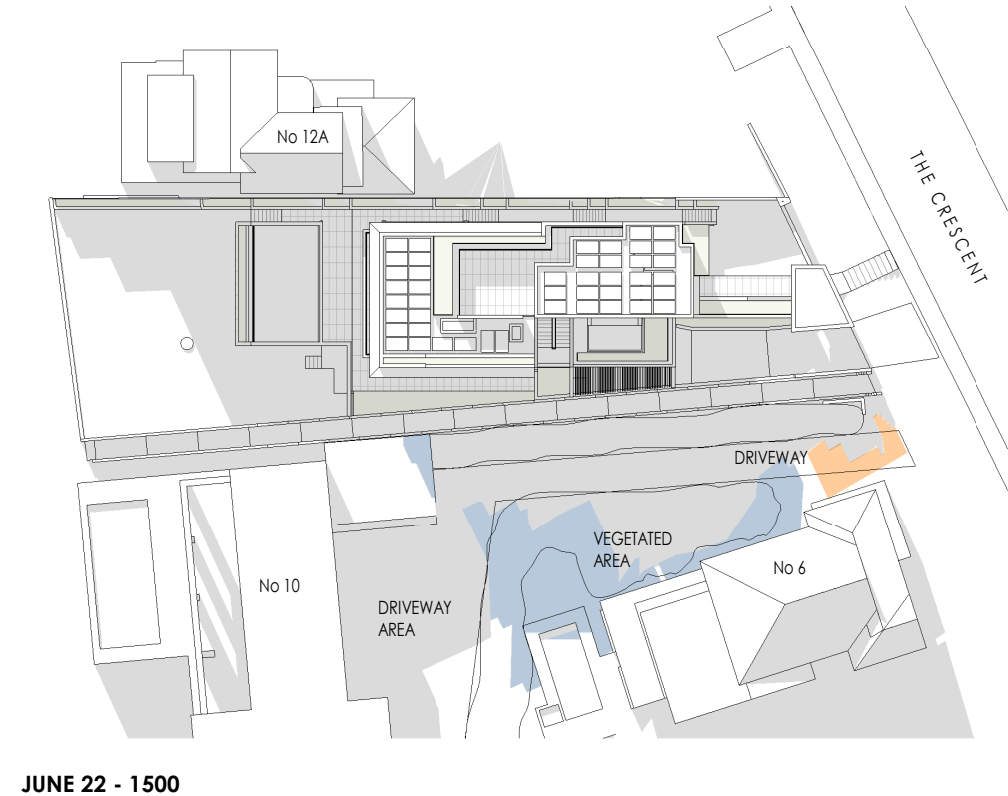 No 12A
THE CRESCENT
DRIVEWAY
VEGETATED
AREA
No 6
No 10
DRIVEWAY
AREA
JUNE 22 - 1500